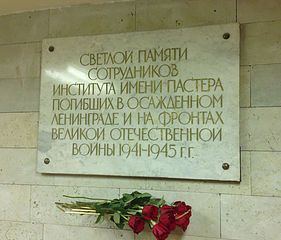 СВЕТЛОЙ ПАМЯТИ
СОТРУДНИКОВ
ИНСТИТУТА ИМЕНИ ПАСТЕРА
ПОГИБШИХ В ОСАЖДЕННОМ
ЛЕНИНГРАДЕ И НА ФРОНТАХ
ВЕЛИКОЙ ОТЕЧЕСТВЕННОЙ
ВОЙНЫ 1941-1945 г.г.